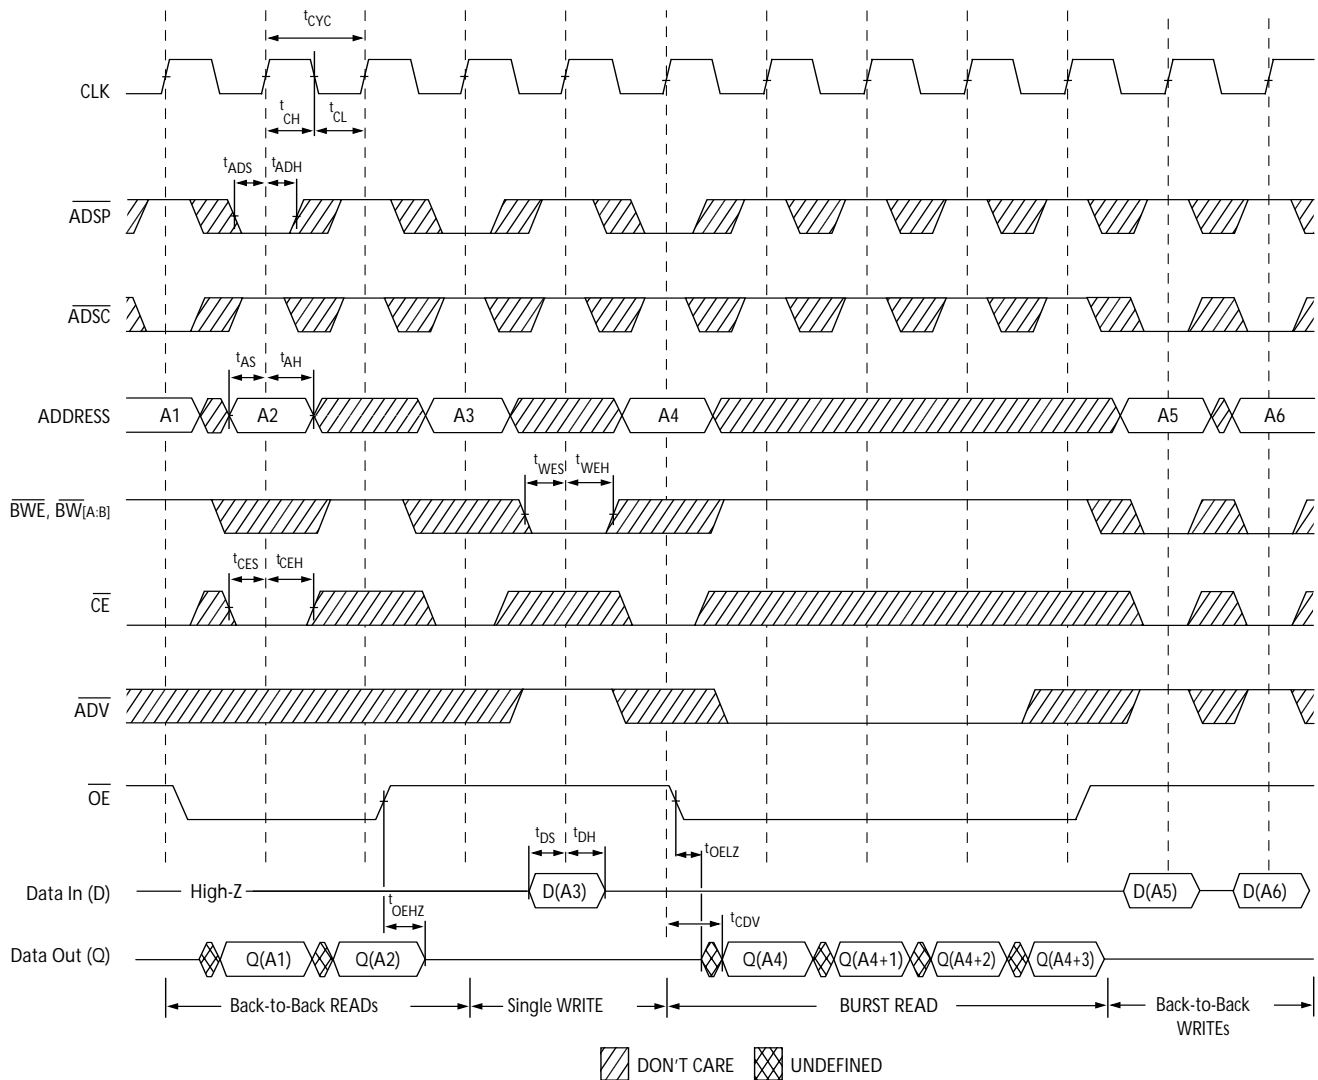 tCYC
CLK
tCH tCL
tADS tADH
ADSP
ADSC
tAS tAH
ADDRESS A1 A2 A3 A4 A5 A6
tWES tWEH
BWE, BW[A:B]
tCES tCEH
CE
ADV
OE
tDS tDH
tOELZ
Data In (D) High-Z D(A3) D(A5) D(A6)
tOEHZ
tCDV
Data Out (Q) Q(A1) Q(A2) Q(A4) Q(A4+1) Q(A4+2) Q(A4+3)
Back-to-Back READs Single WRITE BURST READ Back-to-Back
WRITEs
DON'T CARE UNDEFINED